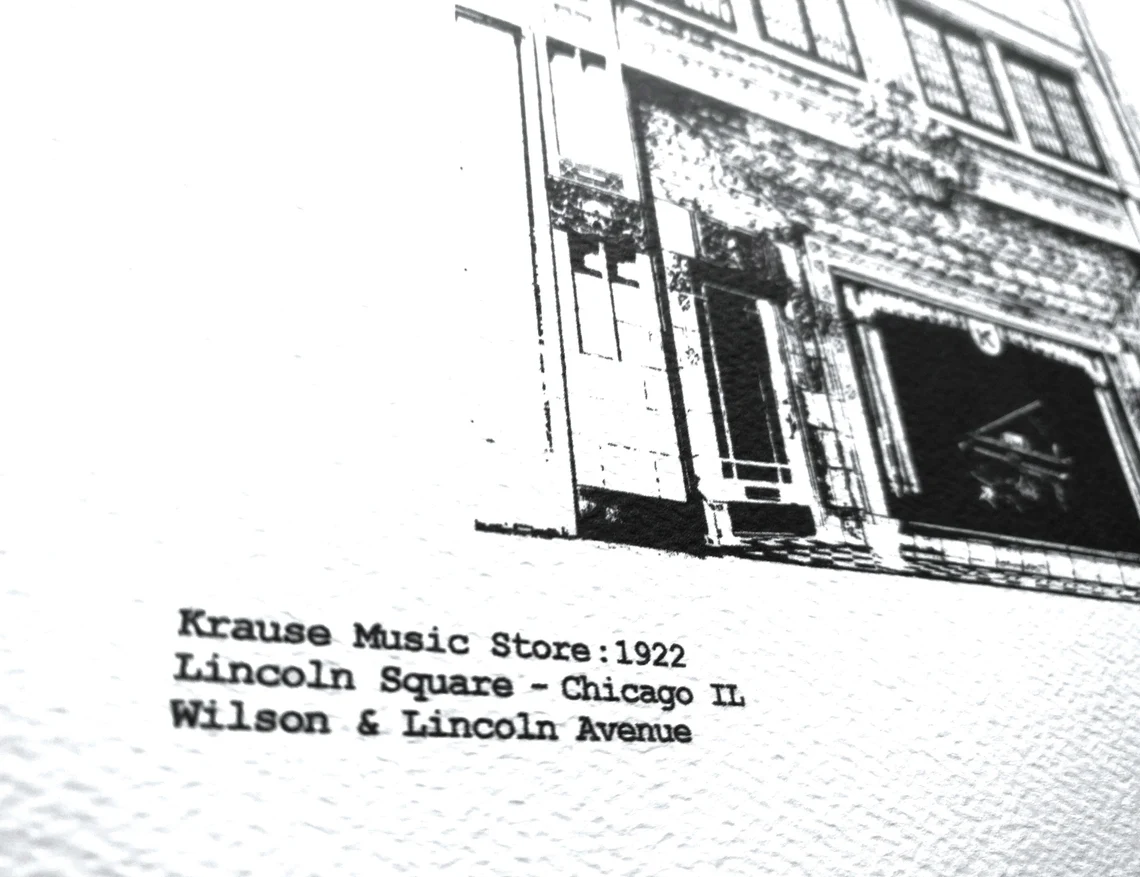 Krause Music Store:1922
Lincoln Square - Chicago IL
Wilson & Lincoln Avenue
K